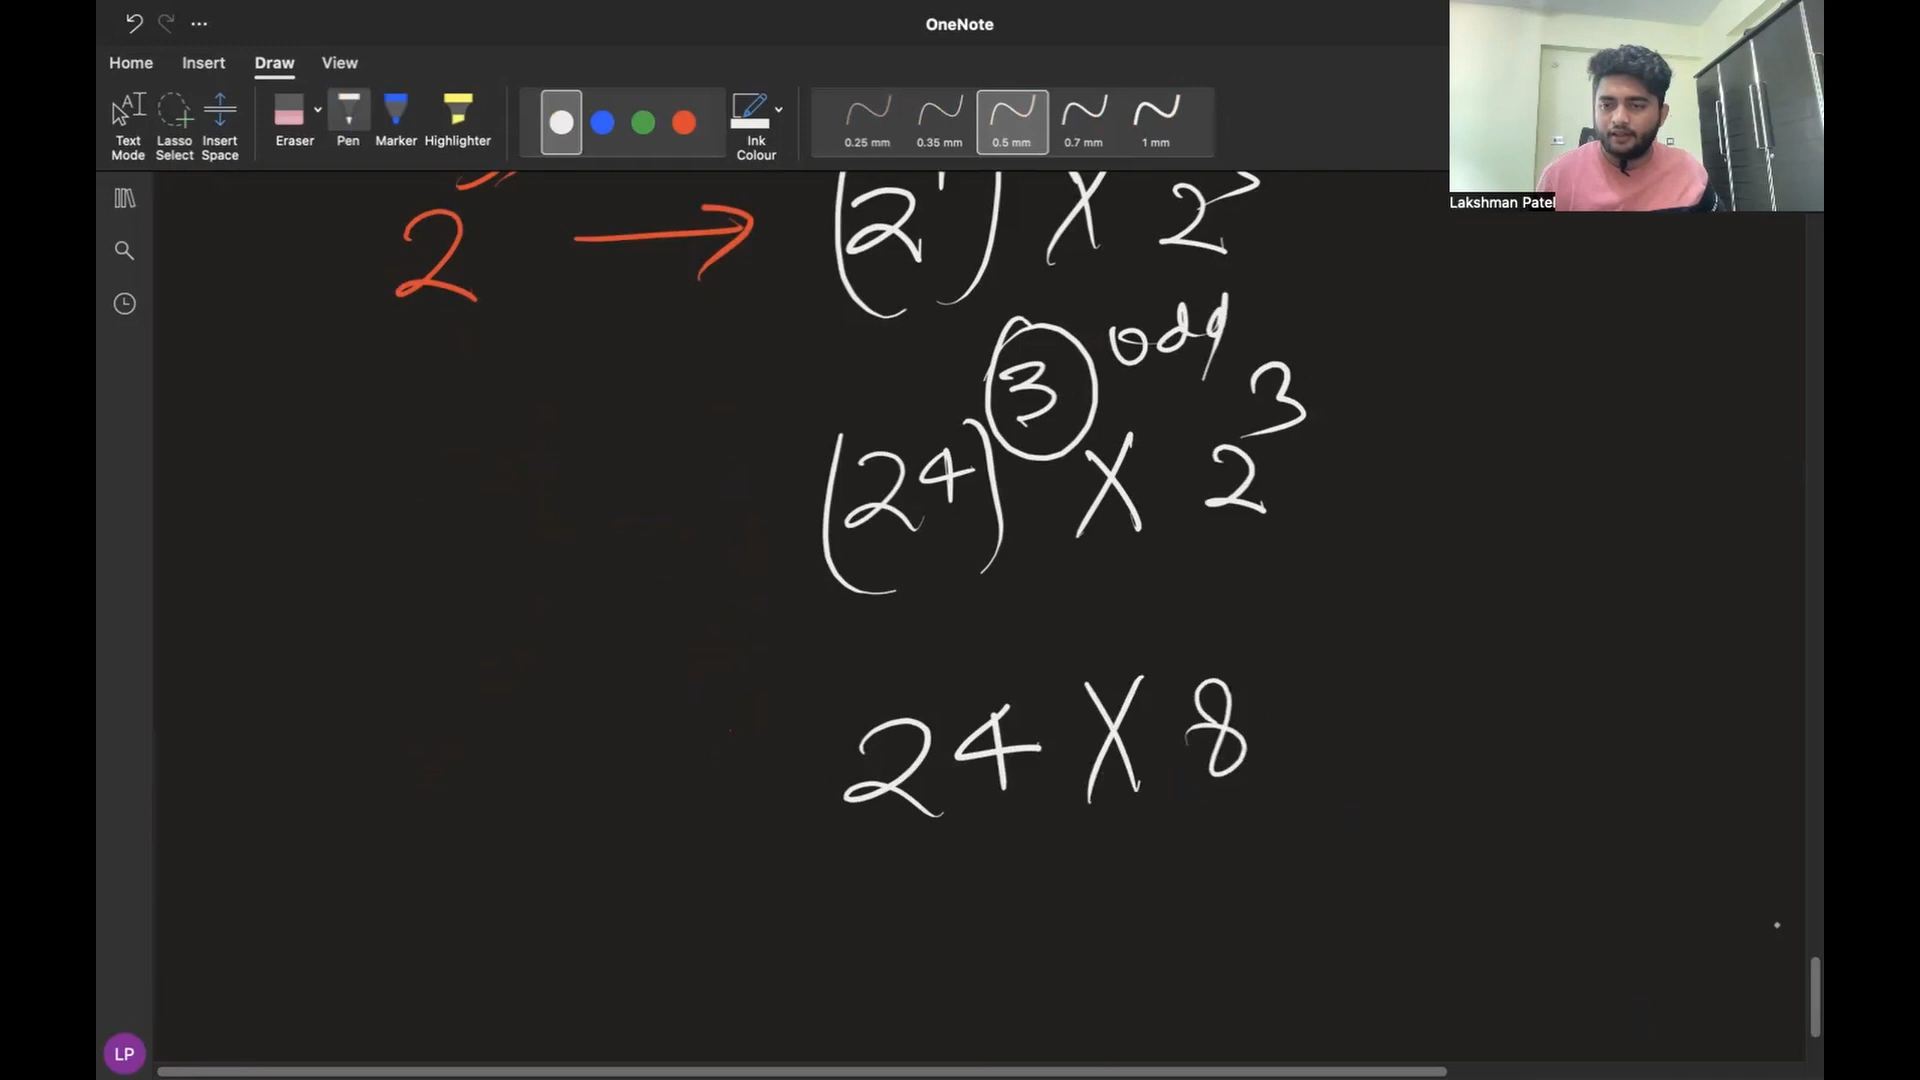 OneNote
Home Insert Draw View
Text Mode Lasso Select Insert Space Eraser Pen Marker Highlighter Ink Colour 0.25 mm 0.35 mm 0.5 mm 0.7 mm 1 mm
Lakshman Patel
2 → (2 ) X 2
(24)³ odd X 2³
24 X 8
LP